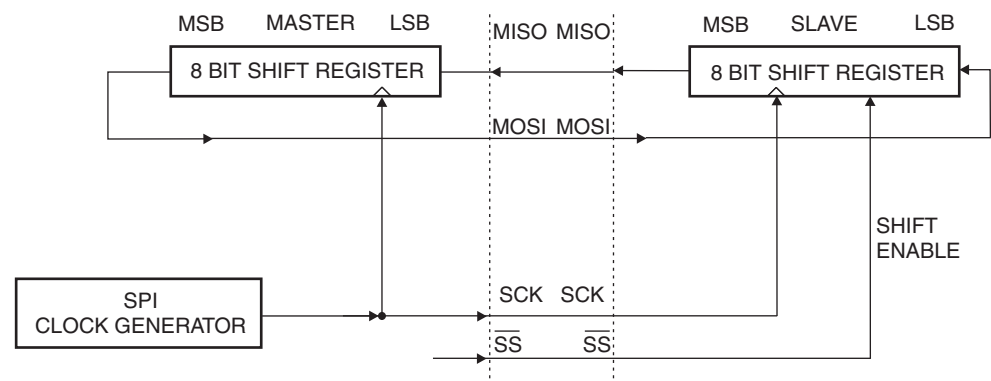 MSB MASTER LSB
MISO MISO
MSB SLAVE LSB
8 BIT SHIFT REGISTER
8 BIT SHIFT REGISTER
MOSI MOSI
SHIFT
ENABLE
SPI
CLOCK GENERATOR
SCK SCK
SS SS